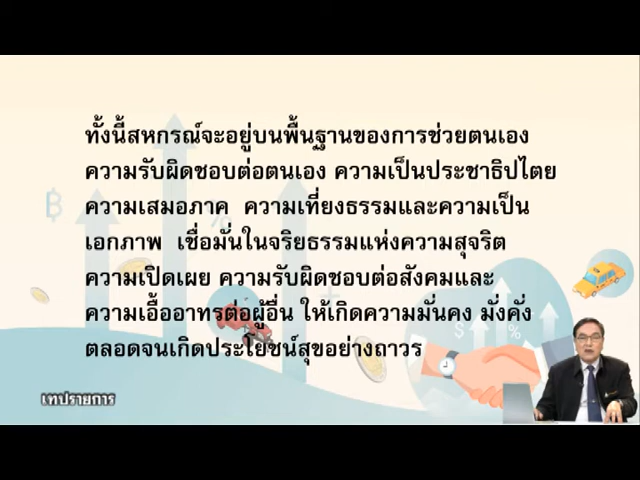 ทั้งนี้สหกรณ์จะอยู่บนพื้นฐานของการช่วยตนเอง
ความรับผิดชอบต่อตนเอง ความเป็นประชาธิปไตย
ความเสมอภาค ความเที่ยงธรรมและความเป็น
เอกภาพ เชื่อมั่นในจริยธรรมแห่งความสุจริต
ความเปิดเผย ความรับผิดชอบต่อสังคมและ
ความเอื้ออาทรต่อผู้อื่น ให้เกิดความมั่นคง มั่งคั่ง
ตลอดจนเกิดประโยชน์สุขอย่างถาวร
เทปรายการ